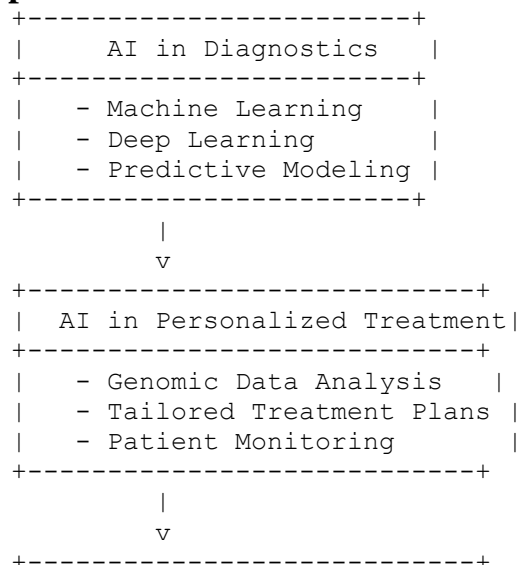 +------------------------+
|     AI in Diagnostics  |
+------------------------+
|   - Machine Learning   |
|   - Deep Learning      |
|   - Predictive Modeling |
+------------------------+
|
v
+----------------------------+
|  AI in Personalized Treatment|
+----------------------------+
|   - Genomic Data Analysis   |
|   - Tailored Treatment Plans |
|   - Patient Monitoring       |
+----------------------------+
|
v
+----------------------------+